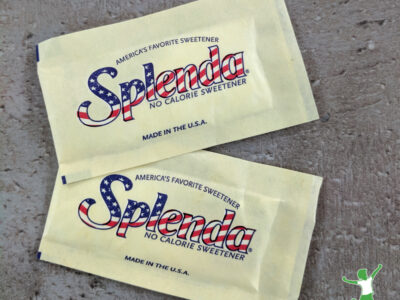 AMERICA'S FAVORITE SWEETENER
Splenda®
NO CALORIE SWEETENER
MADE IN THE U.S.A.
AMERICA'S FAVORITE SWEETENER
Splenda®
NO CALORIE SWEETENER
MADE IN THE U.S.A.